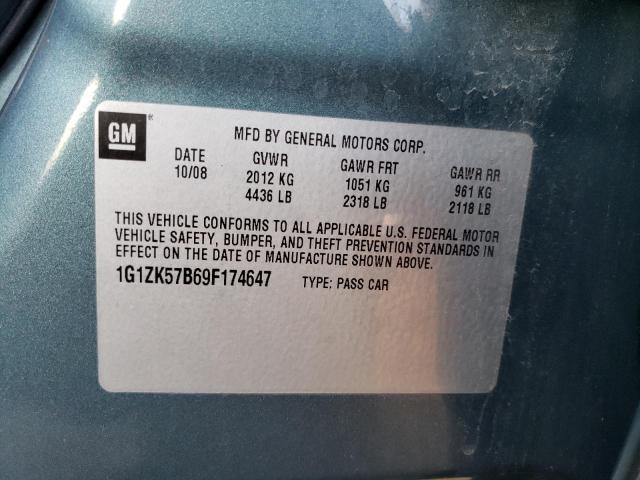 GM ®
MFD BY GENERAL MOTORS CORP.
DATE GVWR GAWR FRT GAWR RR
10/08 2012 KG 1051 KG 961 KG
4436 LB 2318 LB 2118 LB
THIS VEHICLE CONFORMS TO ALL APPLICABLE U.S. FEDERAL MOTOR
VEHICLE SAFETY, BUMPER, AND THEFT PREVENTION STANDARDS IN
EFFECT ON THE DATE OF MANUFACTURE SHOWN ABOVE.
1G1ZK57B69F174647 TYPE: PASS CAR